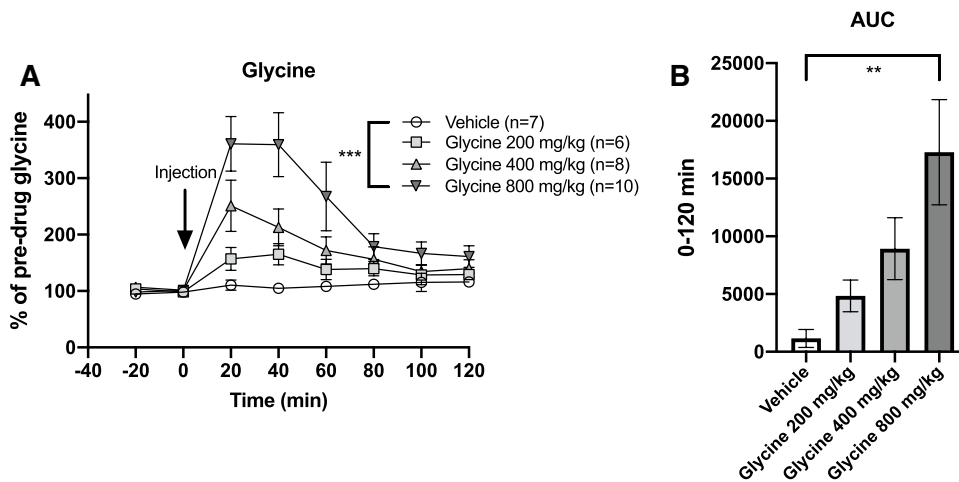 A
Glycine
% of pre-drug glycine
400
300
200
100
0
-40 -20 0 20 40 60 80 100 120
Time (min)
Injection
***
Vehicle (n=7)
Glycine 200 mg/kg (n=6)
Glycine 400 mg/kg (n=8)
Glycine 800 mg/kg (n=10)
B
AUC
**
0-120 min
25000
20000
15000
10000
5000
0
Vehicle
Glycine 200 mg/kg
Glycine 400 mg/kg
Glycine 800 mg/kg